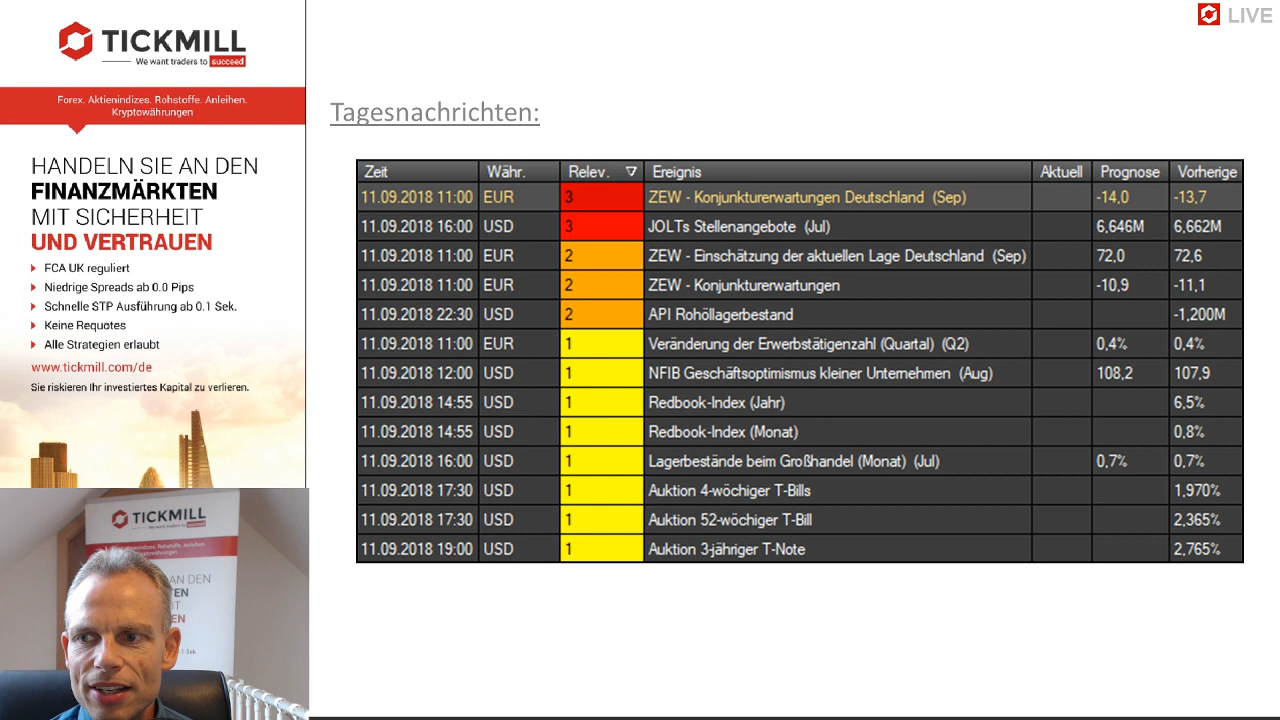 TICKMILL
We want traders to succeed
Forex. Aktienindizes. Rohstoffe. Anleihen.
Kryptowährungen
HANDELN SIE AN DEN
FINANZMÄRKTEN
MIT SICHERHEIT
UND VERTRAUEN
FCA UK reguliert
Niedrige Spreads ab 0.0 Pips
Schnelle STP Ausführung ab 0.1 Sek.
Keine Requotes
Alle Strategien erlaubt
www.tickmill.com/de
Sie riskieren Ihr investiertes Kapital zu verlieren.
LIVE
Tagesnachrichten:
Zeit Währ. Relev. Ereignis Aktuell Prognose Vorherige
11.09.2018 11:00 EUR 3 ZEW - Konjunkturerwartungen Deutschland (Sep) -14,0 -13,7
11.09.2018 16:00 USD 3 JOLTs Stellenangebote (Jul) 6,646M 6,662M
11.09.2018 11:00 EUR 2 ZEW - Einschätzung der aktuellen Lage Deutschland (Sep) 72,0 72,6
11.09.2018 11:00 EUR 2 ZEW - Konjunkturerwartungen -10,9 -11,1
11.09.2018 22:30 USD 2 API Rohöllagerbestand -1,200M
11.09.2018 11:00 EUR 1 Veränderung der Erwerbstätigenzahl (Quartal) (Q2) 0,4% 0,4%
11.09.2018 12:00 USD 1 NFIB Geschäftsoptimismus kleiner Unternehmen (Aug) 108,2 107,9
11.09.2018 14:55 USD 1 Redbook-Index (Jahr) 6,5%
11.09.2018 14:55 USD 1 Redbook-Index (Monat) 0,8%
11.09.2018 16:00 USD 1 Lagerbestände beim Großhandel (Monat) (Jul) 0,7% 0,7%
11.09.2018 17:30 USD 1 Auktion 4-wöchiger T-Bills 1,970%
11.09.2018 17:30 USD 1 Auktion 52-wöchiger T-Bill 2,365%
11.09.2018 19:00 USD 1 Auktion 3-jähriger T-Note 2,765%
TICKMILL
We want traders to succeed
AN DEN